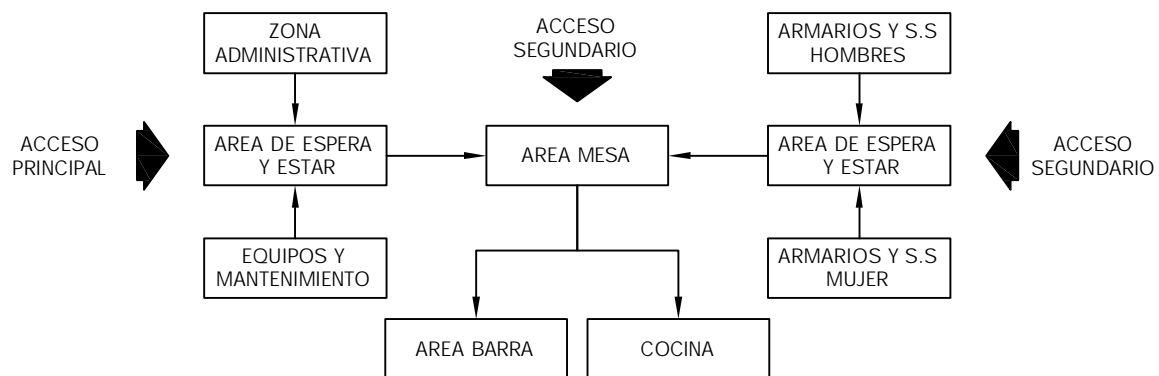 ZONA
ADMINISTRATIVA
ACCESO
SEGUNDARIO
ARMARIOS Y S.S
HOMBRES
ACCESO
PRINCIPAL
AREA DE ESPERA
Y ESTAR
AREA MESA
AREA DE ESPERA
Y ESTAR
ACCESO
SEGUNDARIO
EQUIPOS Y
MANTENIMIENTO
ARMARIOS Y S.S
MUJER
AREA BARRA
COCINA